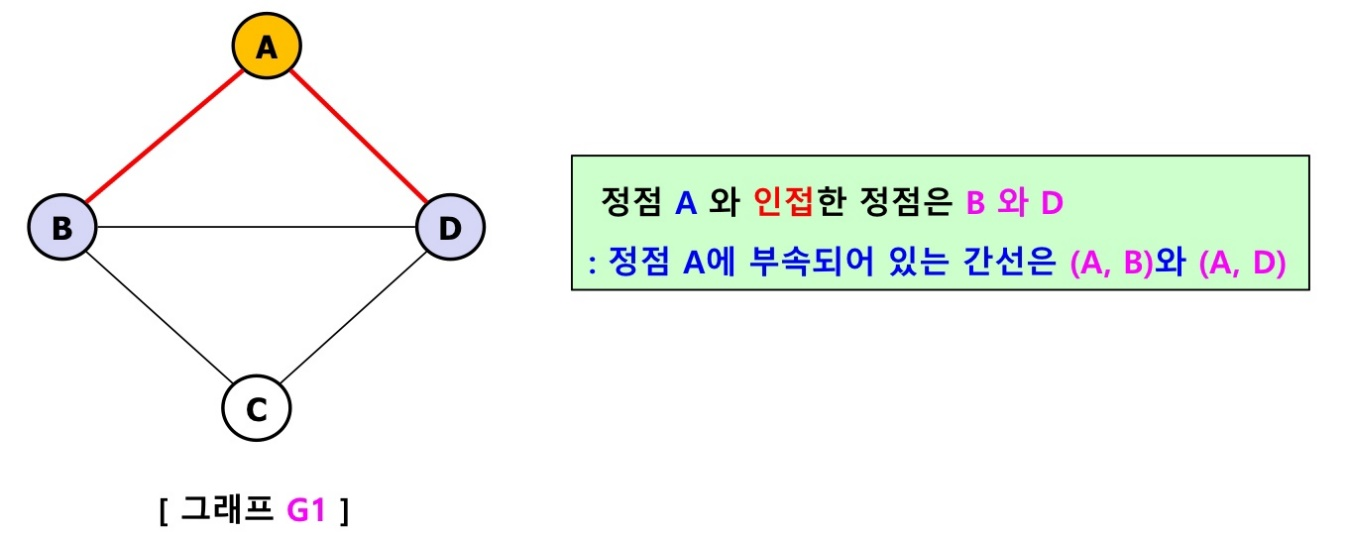 A
B
D
C
정점 A 와 인접한 정점은 B 와 D
: 정점 A에 부속되어 있는 간선은 (A, B)와 (A, D)
[ 그래프 G1 ]